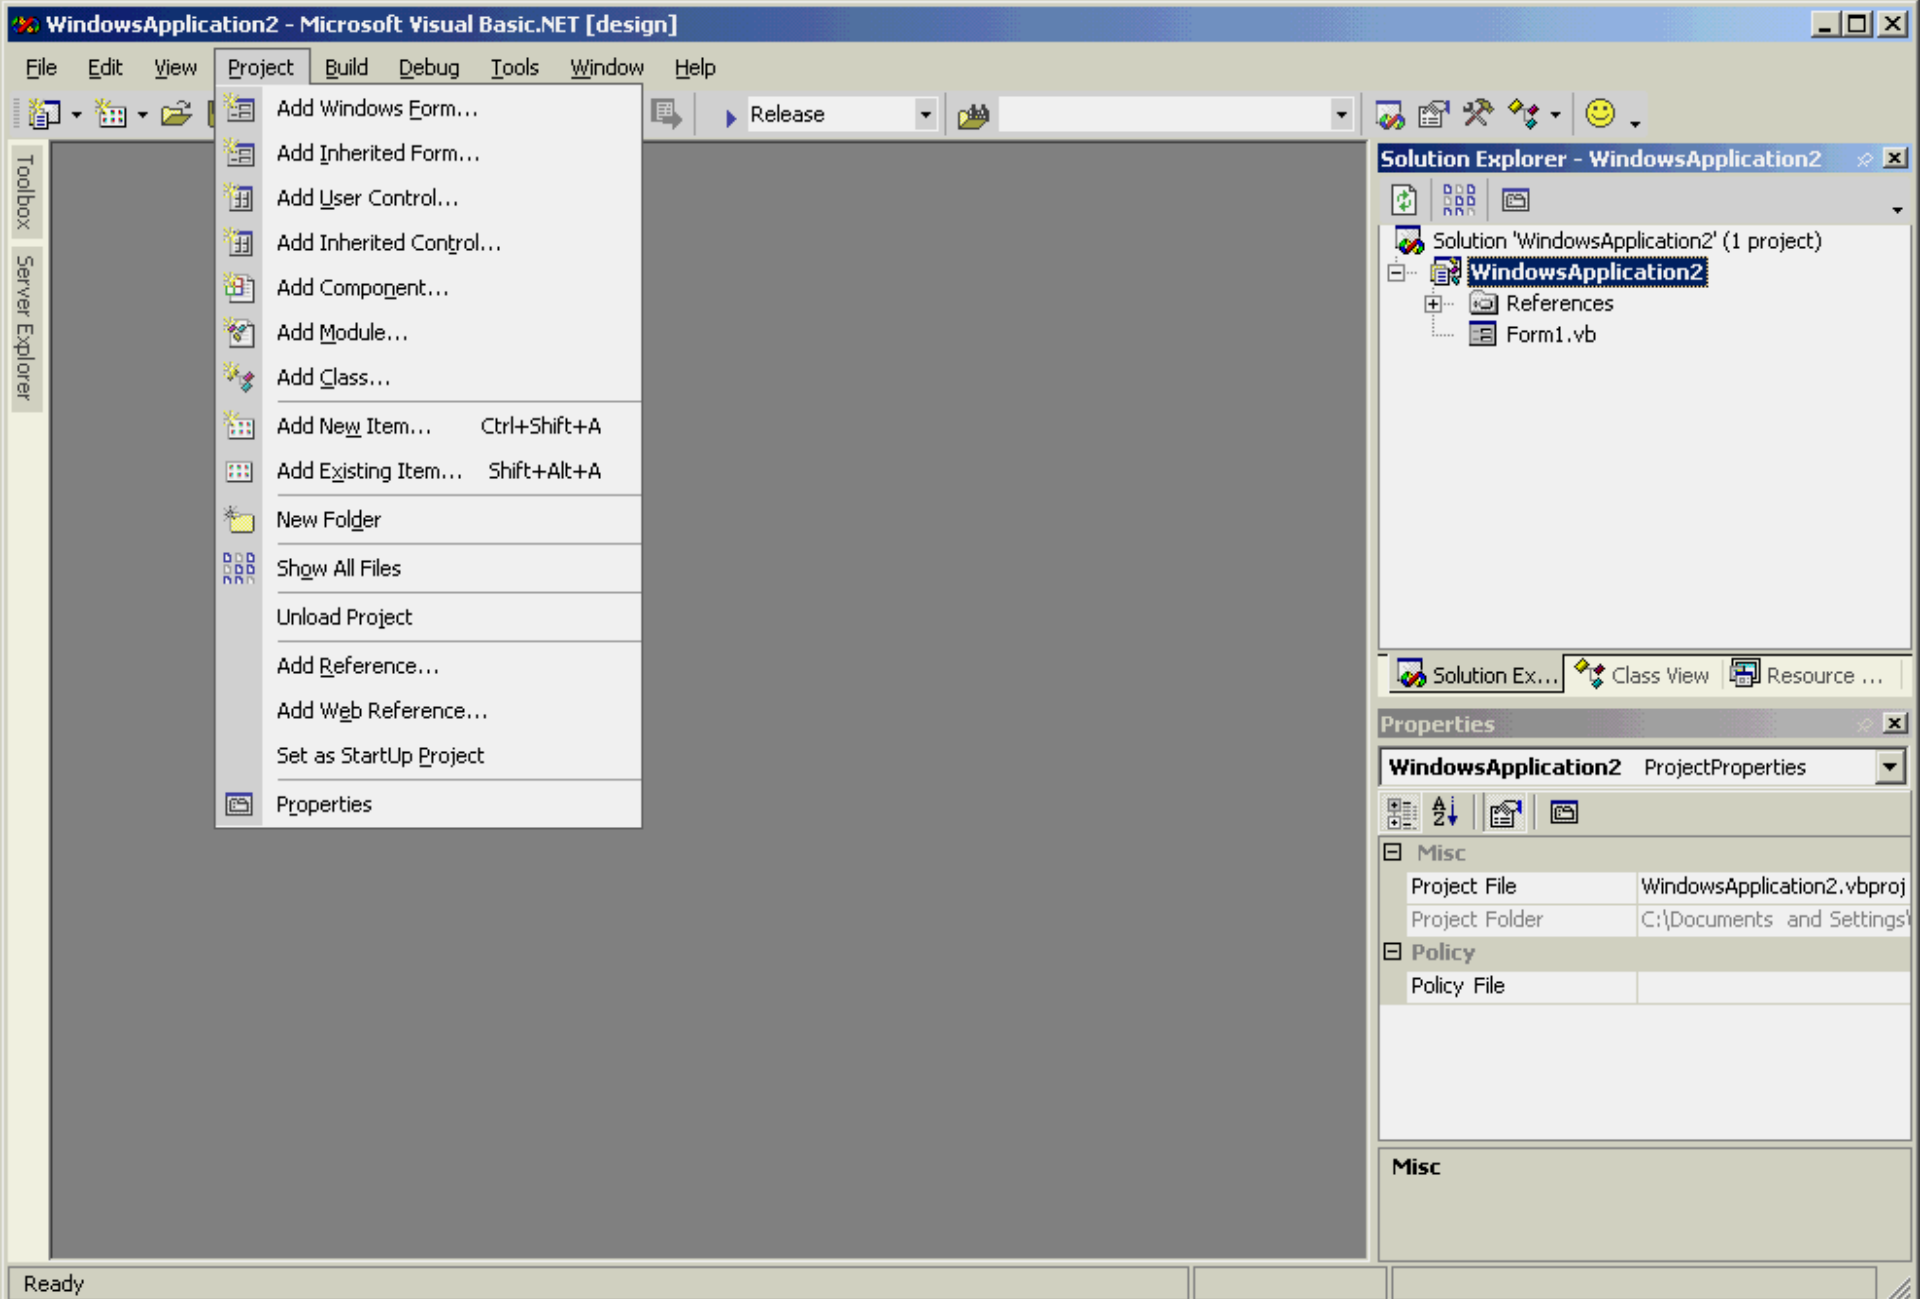 WindowsApplication2 - Microsoft Visual Basic.NET [design]
File Edit View Project Build Debug Tools Window Help
Release
Toolbox
Server Explorer
Add Windows Form...
Add Inherited Form...
Add User Control...
Add Inherited Control...
Add Component...
Add Module...
Add Class...
Add New Item... Ctrl+Shift+A
Add Existing Item... Shift+Alt+A
New Folder
Show All Files
Unload Project
Add Reference...
Add Web Reference...
Set as StartUp Project
Properties
Solution Explorer - WindowsApplication2
Solution 'WindowsApplication2' (1 project)
WindowsApplication2
References
Form1.vb
Solution Ex... Class View Resource ...
Properties
WindowsApplication2 ProjectProperties
Misc
Project File WindowsApplication2.vbproj
Project Folder C:\Documents and Settings\
Policy
Policy File
Misc
Ready